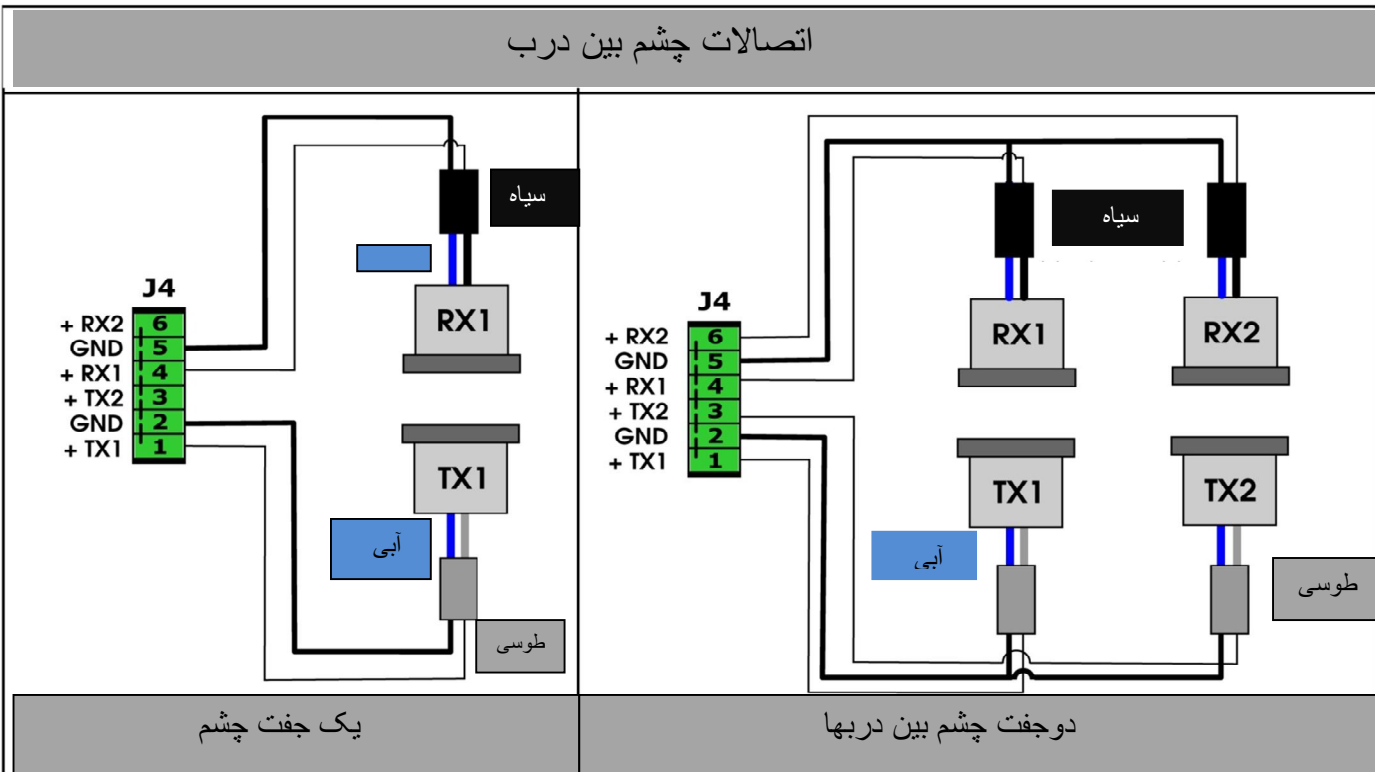 اتصالات چشم بین درب
سیاه
J4
+ RX2 6
GND 5
+ RX1 4
+ TX2 3
GND 2
+ TX1 1
RX1
TX1
آبی
طوسی
یک جفت چشم
سیاه
J4
+ RX2 6
GND 5
+ RX1 4
+ TX2 3
GND 2
+ TX1 1
RX1
RX2
TX1
TX2
آبی
طوسی
دوجفت چشم بین دربها